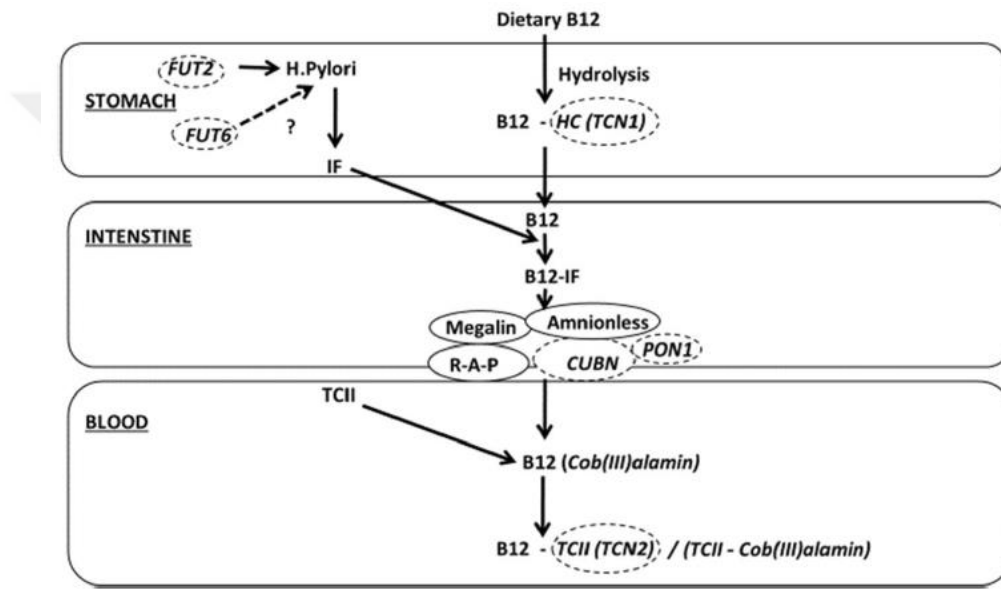 Dietary B12
FUT2
H.Pylori
Hydrolysis
STOMACH
FUT6
?
B12 - HC (TCN1)
IF
B12
INTENSTINE
B12-IF
Megalin
Amnionless
PON1
R-A-P
CUBN
TCII
BLOOD
B12 (Cob(III)alamin)
B12 - TCII (TCN2) / (TCII - Cob(III)alamin)